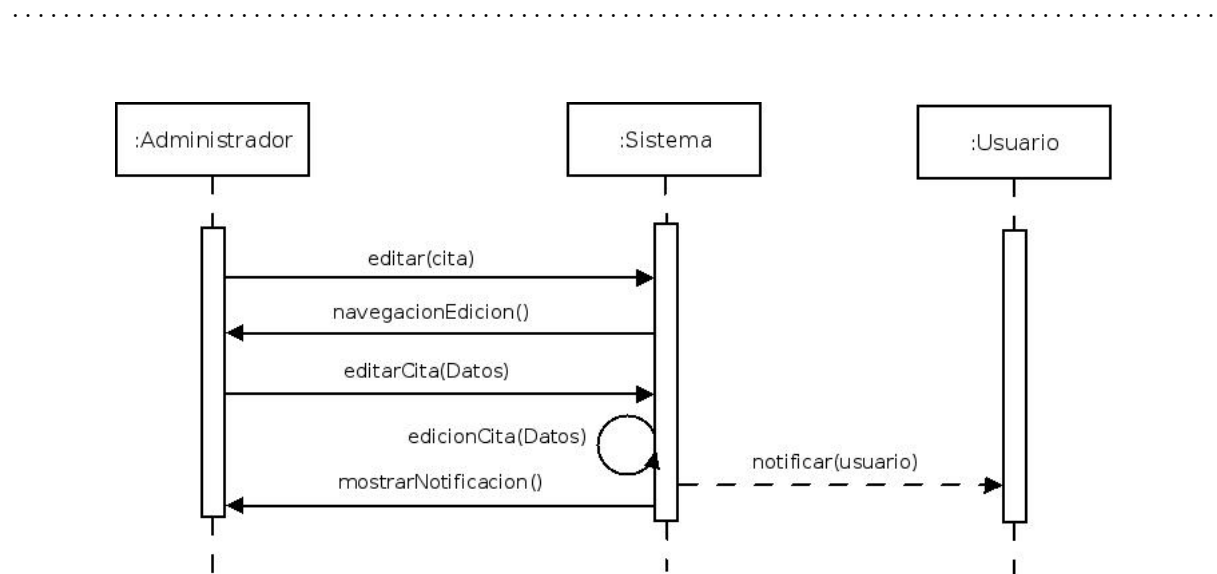 :Administrador
:Sistema
:Usuario
editar(cita)
navegacionEdicion()
editarCita(Datos)
edicionCita(Datos)
notificar(usuario)
mostrarNotificacion()